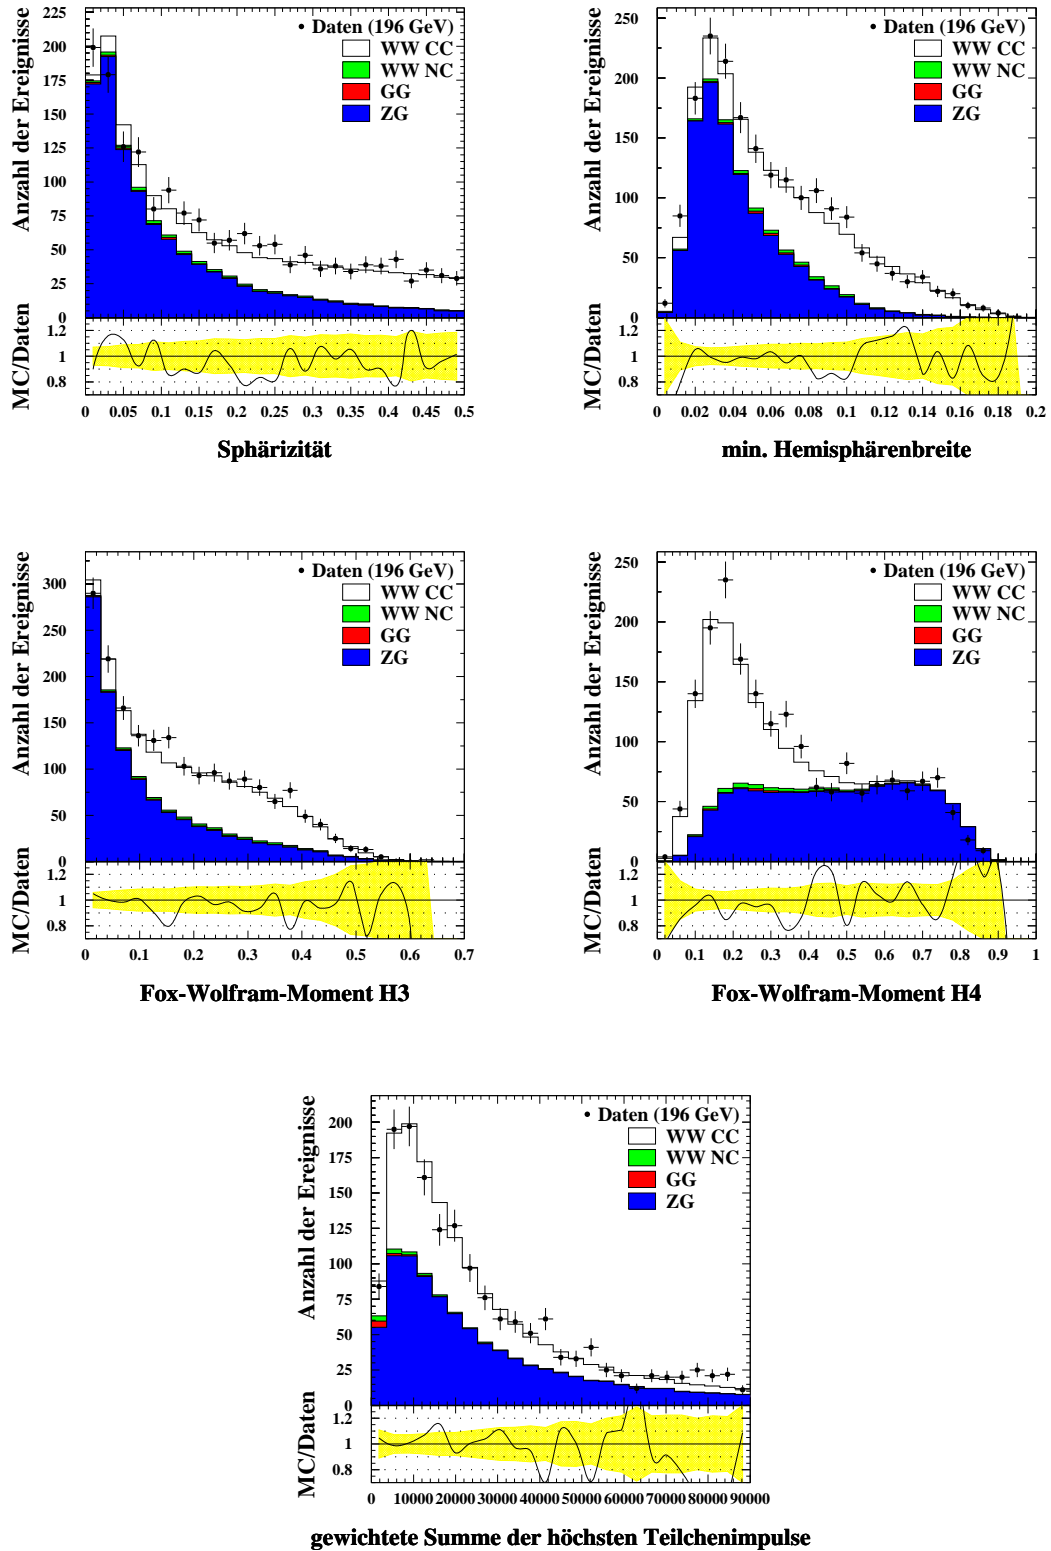 Anzahl der Ereignisse
225
200
175
150
125
100
75
50
25
0
Daten (196 GeV)
WW CC
WW NC
GG
ZG
MC/Daten
1.2
1
0.8
0 0.05 0.1 0.15 0.2 0.25 0.3 0.35 0.4 0.45 0.5
Sphärizität
Anzahl der Ereignisse
250
200
150
100
50
0
Daten (196 GeV)
WW CC
WW NC
GG
ZG
MC/Daten
1.2
1
0.8
0 0.02 0.04 0.06 0.08 0.1 0.12 0.14 0.16 0.18 0.2
min. Hemisphärenbreite
Anzahl der Ereignisse
300
250
200
150
100
50
0
Daten (196 GeV)
WW CC
WW NC
GG
ZG
MC/Daten
1.2
1
0.8
0 0.1 0.2 0.3 0.4 0.5 0.6 0.7
Fox-Wolfram-Moment H3
Anzahl der Ereignisse
250
200
150
100
50
0
Daten (196 GeV)
WW CC
WW NC
GG
ZG
MC/Daten
1.2
1
0.8
0 0.1 0.2 0.3 0.4 0.5 0.6 0.7 0.8 0.9 1
Fox-Wolfram-Moment H4
Anzahl der Ereignisse
200
175
150
125
100
75
50
25
0
Daten (196 GeV)
WW CC
WW NC
GG
ZG
MC/Daten
1.2
1
0.8
0 10000 20000 30000 40000 50000 60000 70000 80000 90000
gewichtete Summe der höchsten Teilchenimpulse